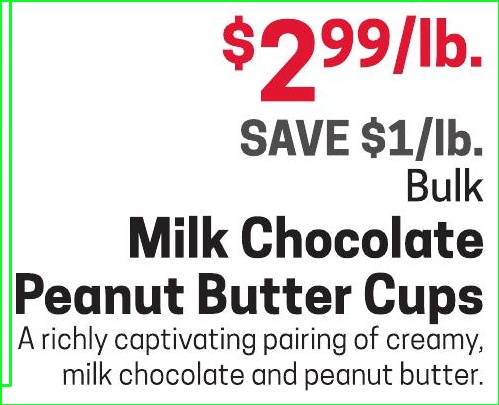 $2.99/lb.
SAVE $1/lb.
Bulk
Milk Chocolate
Peanut Butter Cups
A richly captivating pairing of creamy,
milk chocolate and peanut butter.